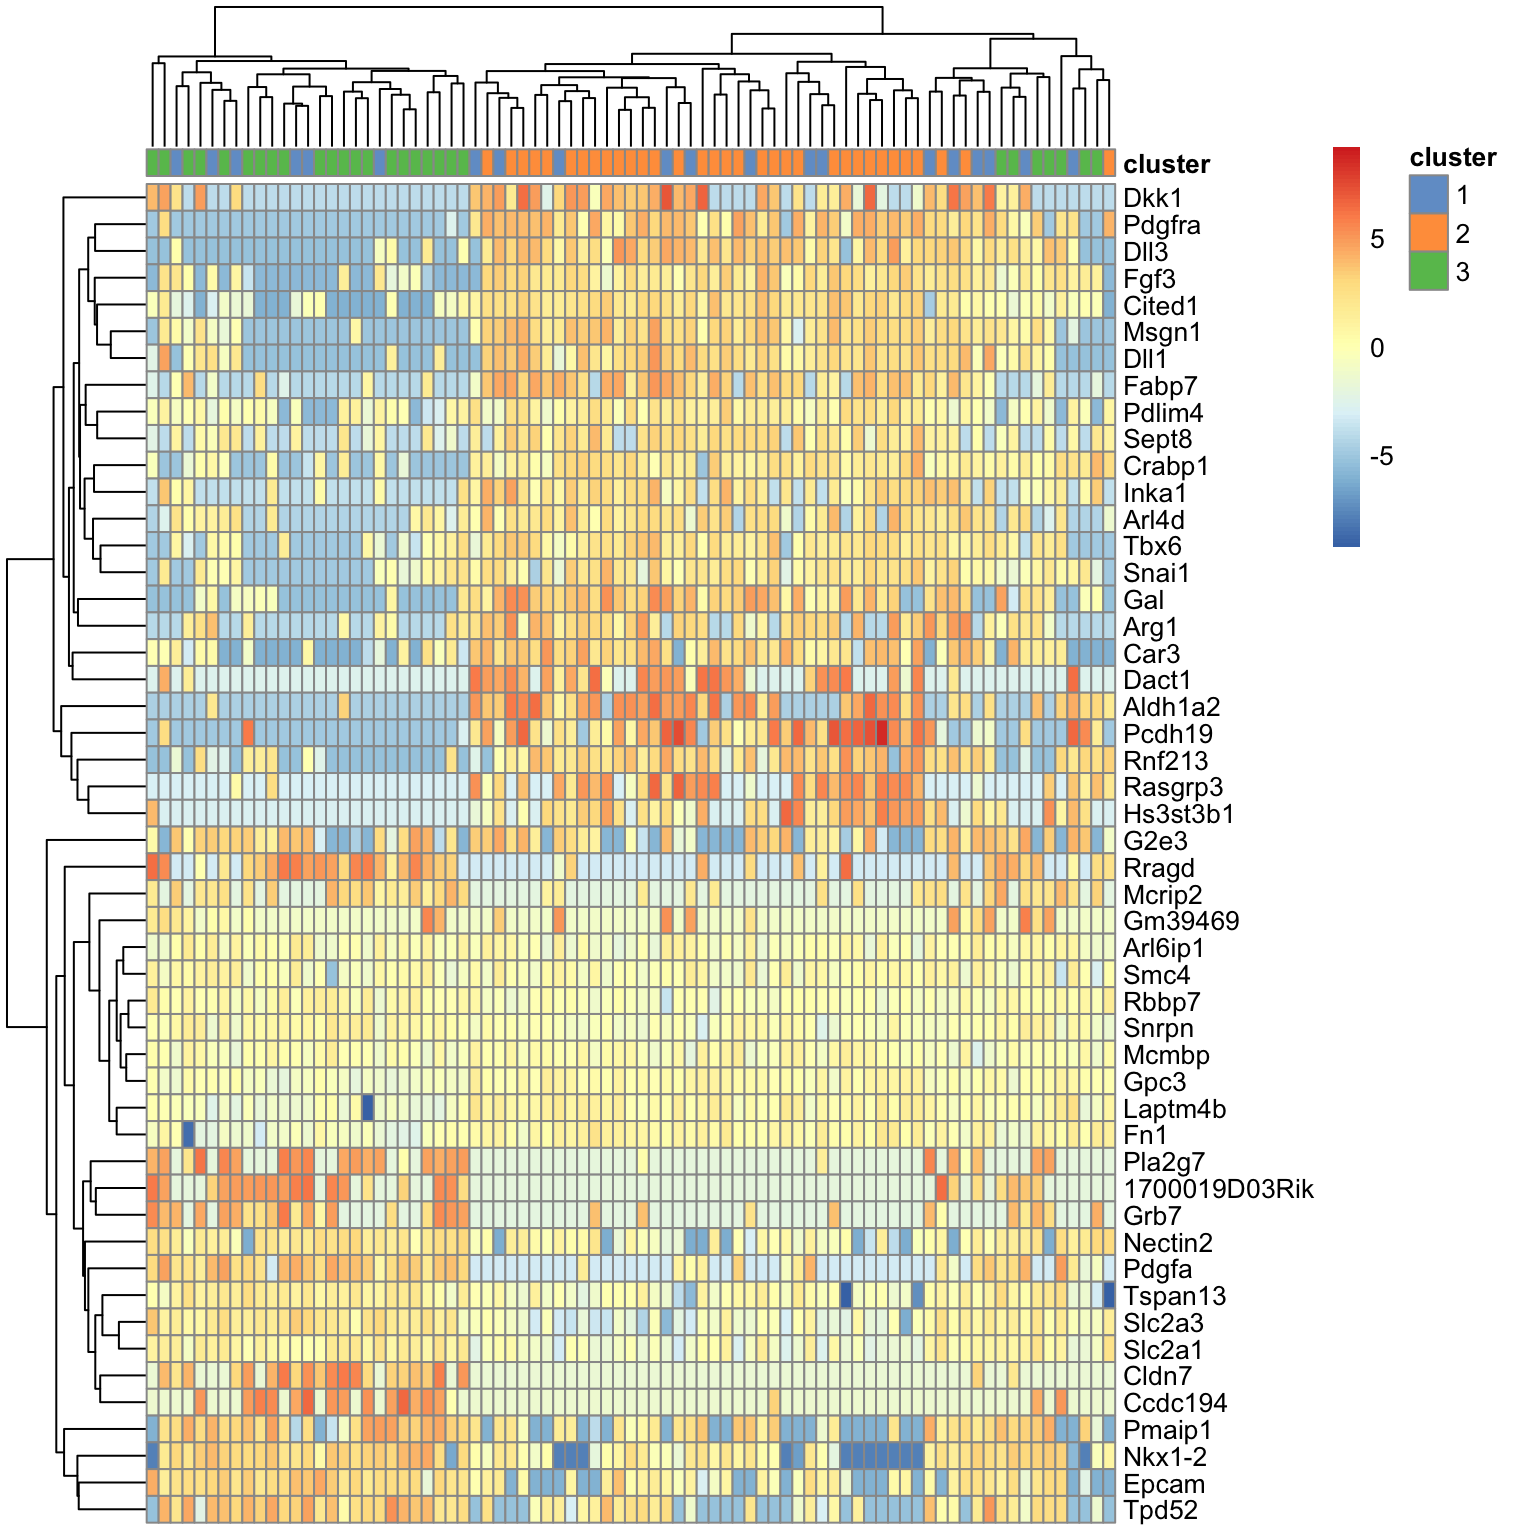 cluster
Dkk1
Pdgfra
Dll3
Fgf3
Cited1
Msgn1
Dll1
Fabp7
Pdlim4
Sept8
Crabp1
Inka1
Arl4d
Tbx6
Snai1
Gal
Arg1
Car3
Dact1
Aldh1a2
Pcdh19
Rnf213
Rasgrp3
Hs3st3b1
G2e3
Rragd
Mcrip2
Gm39469
Arl6ip1
Smc4
Rbbp7
Snrpn
Mcmbp
Gpc3
Laptm4b
Fn1
Pla2g7
1700019D03Rik
Grb7
Nectin2
Pdgfa
Tspan13
Slc2a3
Slc2a1
Cldn7
Ccdc194
Pmaip1
Nkx1-2
Epcam
Tpd52
5
0
-5
cluster
1
2
3